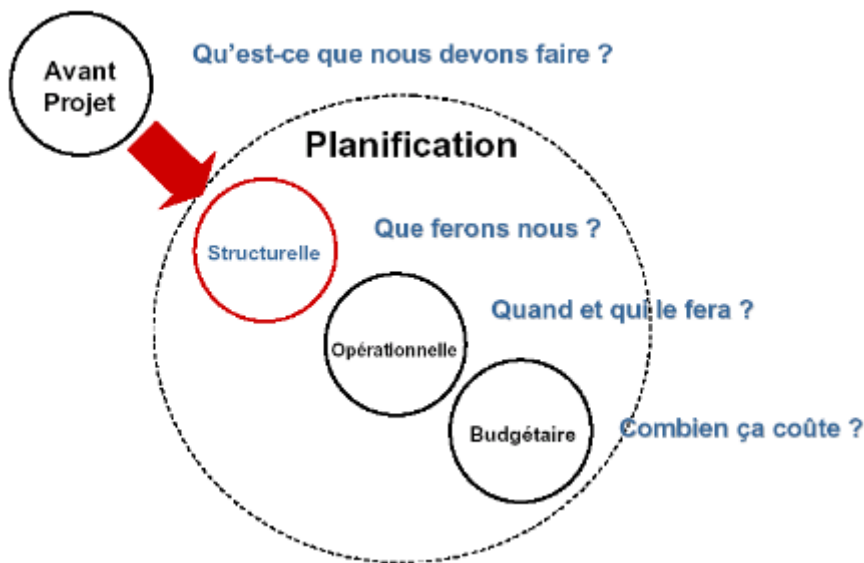 Avant
Projet
Qu’est-ce que nous devons faire ?
Planification
Structurelle
Que ferons nous ?
Opérationnelle
Quand et qui le fera ?
Budgétaire
Combien ça coûte ?